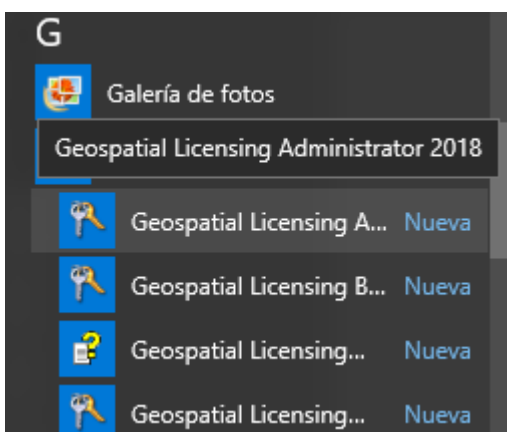 G
Galería de fotos
Geospatial Licensing Administrator 2018
Geospatial Licensing A... Nueva
Geospatial Licensing B... Nueva
Geospatial Licensing... Nueva
Geospatial Licensing... Nueva